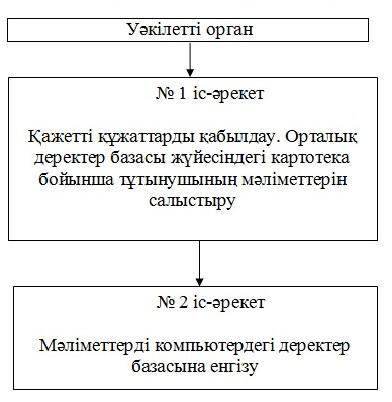 Уәкілетті орган
№ 1 іс-әрекет
Қажетті құжаттарды қабылдау. Орталық
деректер базасы жүйесіндегі картотека
бойынша тұтынушының мәліметтерін
салыстыру
№ 2 іс-әрекет
Мәліметтерді компьютердегі деректер
базасына енгізу